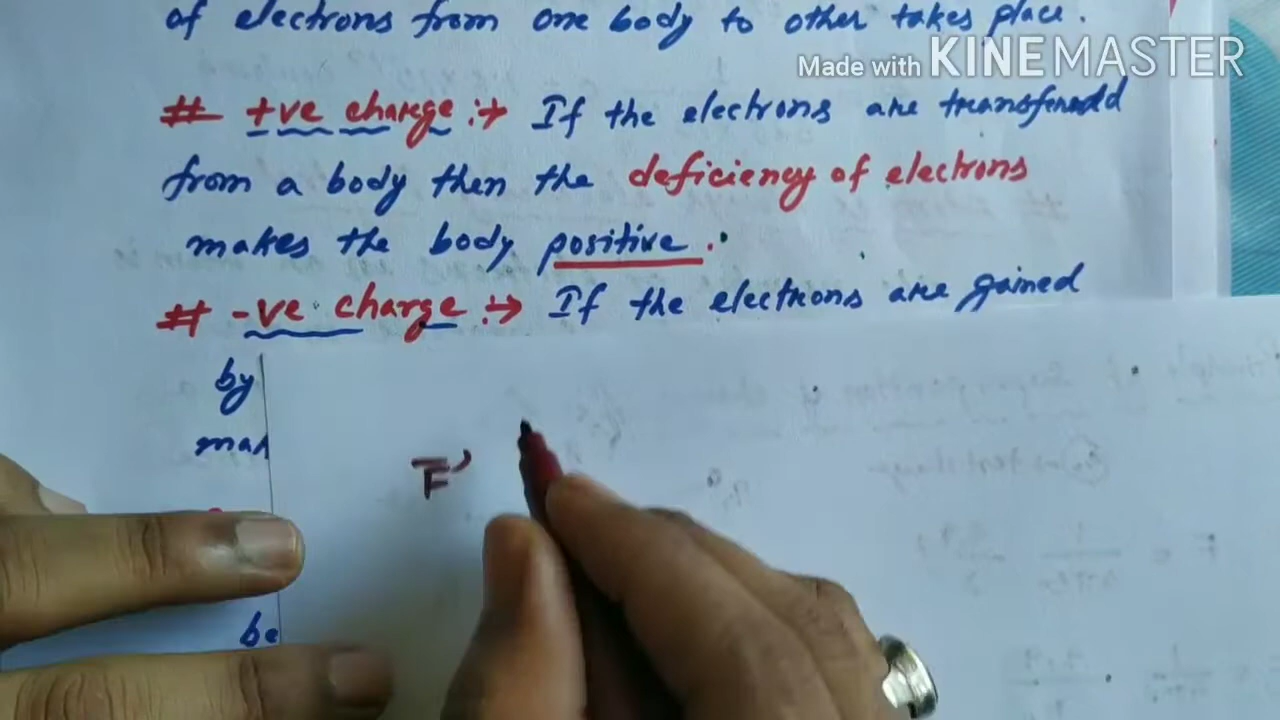 of electrons from one body to other takes place.
Made with KINEMASTER
# +ve charge :→ If the electrons are transferred
from a body then the deficiency of electrons
makes the body positive.
# -ve charge :→ If the electrons are gained
by
mak
F'
be